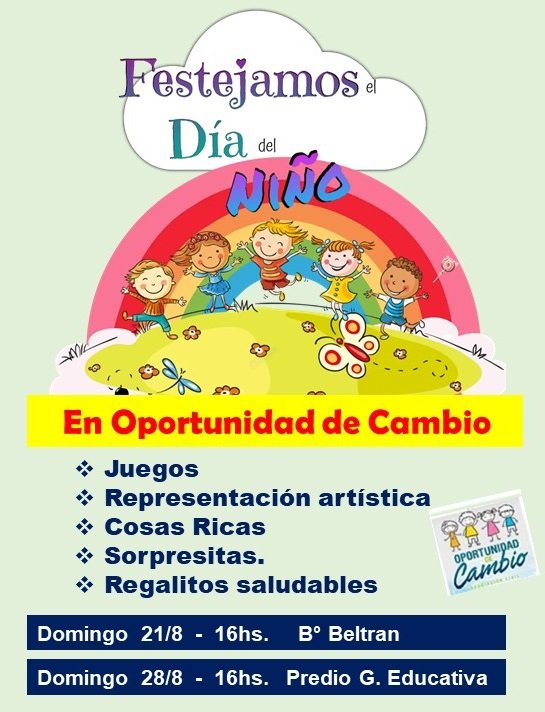 Festejamos el
Día del
NIÑO
En Oportunidad de Cambio
❖ Juegos
❖ Representación artística
❖ Cosas Ricas
❖ Sorpresitas.
❖ Regalitos saludables
OPORTUNIDAD
DE
Cambio
Domingo 21/8 - 16hs. B° Beltran
Domingo 28/8 - 16hs. Predio G. Educativa